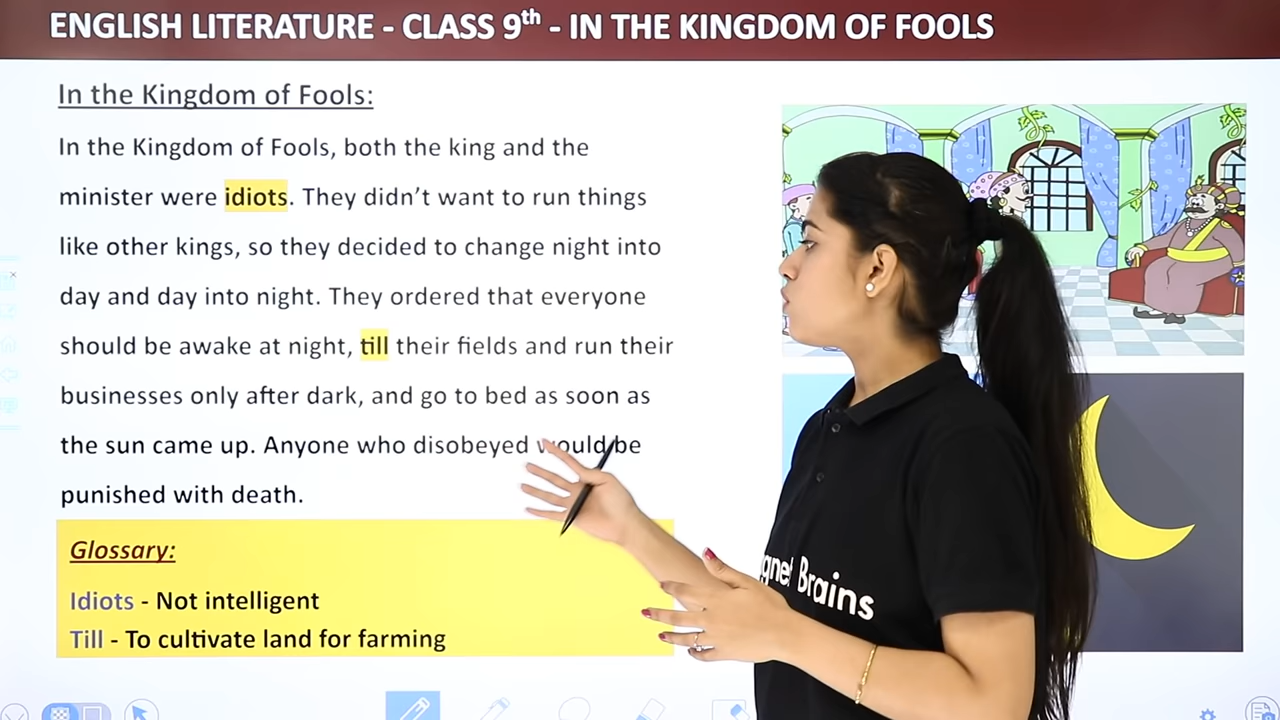 ENGLISH LITERATURE - CLASS 9th - IN THE KINGDOM OF FOOLS
In the Kingdom of Fools:
In the Kingdom of Fools, both the king and the
minister were idiots. They didn't want to run things
like other kings, so they decided to change night into
day and day into night. They ordered that everyone
should be awake at night, till their fields and run their
businesses only after dark, and go to bed as soon as
the sun came up. Anyone who disobeyed would be
punished with death.
Glossary:
Idiots - Not intelligent
Till - To cultivate land for farming
Brains